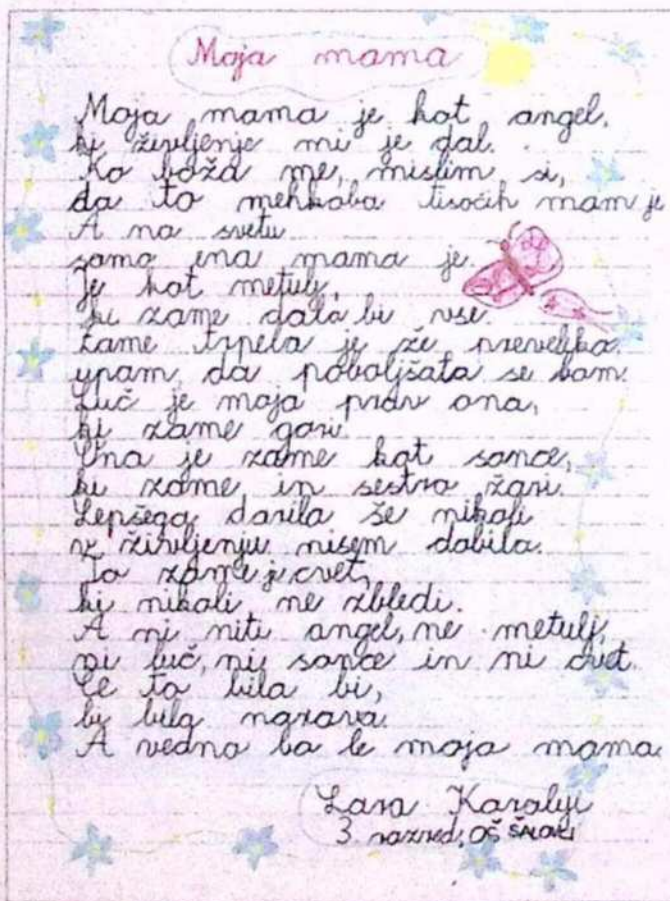 Moja mama
Moja mama je kot angel,
ki življenje mi je dal.
Ko boža me, mislim si,
da to mehkoba tisočih mam je
A na svetu
samo ena mama je.
Je kot metulj,
ki zame dala bi vse.
Zame trpela je že preveljko.
upam, da poboljšala se bom.
Luč je moja prav ona,
ki zame gori.
Ona je zame kot sonce,
ki zame in sestro žari.
Lepšega darila še nikoli
v življenju nisem dobila.
To zame je cvet,
ki nikoli ne zbledi.
A ni niti angel, ne metulj,
ni luč, ni sonce in ni cvet.
Če to bila bi,
bi bila narava.
A vedno bo le moja mama.
Lara Karolyi
3. razred, OŠ ŠALOVCI